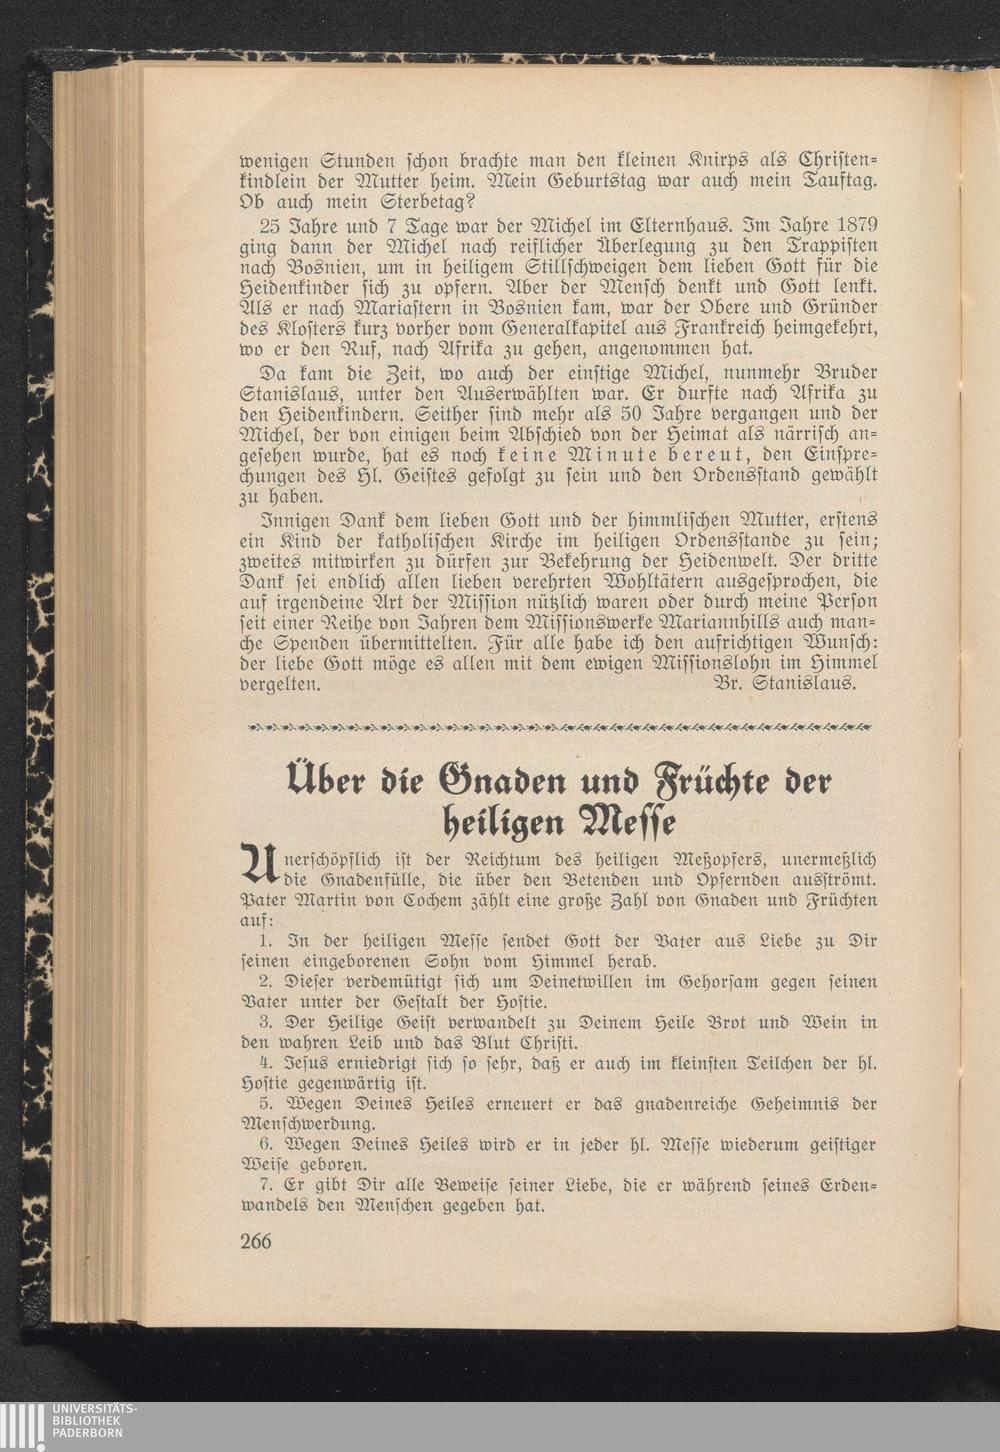 wenigen Stunden schon brachte man den kleinen Knirps als Christen=
kindlein der Mutter heim. Mein Geburtstag war auch mein Tauftag.
Ob auch mein Sterbetag?
25 Jahre und 7 Tage war der Michel im Elternhaus. Im Jahre 1879
ging dann der Michel nach reiflicher Überlegung zu den Trappisten
nach Bosnien, um in heiligem Stillschweigen dem lieben Gott für die
Heidenkinder sich zu opfern. Aber der Mensch denkt und Gott lenkt.
Als er nach Mariastern in Bosnien kam, war der Obere und Gründer
des Klosters kurz vorher vom Generalkapitel aus Frankreich heimgekehrt,
wo er den Ruf, nach Afrika zu gehen, angenommen hat.
Da kam die Zeit, wo auch der einstige Michel, nunmehr Bruder
Stanislaus, unter den Auserwählten war. Er durfte nach Afrika zu
den Heidenkindern. Seither sind mehr als 50 Jahre vergangen und der
Michel, der von einigen beim Abschied von der Heimat als närrisch an=
gesehen wurde, hat es noch keine Minute bereut, den Einspre=
chungen des Hl. Geistes gefolgt zu sein und den Ordensstand gewählt
zu haben.
Innigen Dank dem lieben Gott und der himmlischen Mutter, erstens
ein Kind der katholischen Kirche im heiligen Ordensstande zu sein;
zweites mitwirken zu dürfen zur Bekehrung der Heidenwelt. Der dritte
Dank sei endlich allen lieben verehrten Wohltätern ausgesprochen, die
auf irgendeine Art der Mission nützlich waren oder durch meine Person
seit einer Reihe von Jahren dem Missionswerke Mariannhills auch man=
che Spenden übermittelten. Für alle habe ich den aufrichtigen Wunsch:
der liebe Gott möge es allen mit dem ewigen Missionslohn im Himmel
vergelten. Br. Stanislaus.
Über die Gnaden und Früchte der
heiligen Messe
Unerschöpflich ist der Reichtum des heiligen Meßopfers, unermeßlich
die Gnadenfülle, die über den Betenden und Opfernden ausströmt.
Pater Martin von Cochem zählt eine große Zahl von Gnaden und Früchten
auf:
1. In der heiligen Messe sendet Gott der Vater aus Liebe zu Dir
seinen eingeborenen Sohn vom Himmel herab.
2. Dieser verdemütigt sich um Deinetwillen im Gehorsam gegen seinen
Vater unter der Gestalt der Hostie.
3. Der Heilige Geist verwandelt zu Deinem Heile Brot und Wein in
den wahren Leib und das Blut Christi.
4. Jesus erniedrigt sich so sehr, daß er auch im kleinsten Teilchen der hl.
Hostie gegenwärtig ist.
5. Wegen Deines Heiles erneuert er das gnadenreiche Geheimnis der
Menschwerdung.
6. Wegen Deines Heiles wird er in jeder hl. Messe wiederum geistiger
Weise geboren.
7. Er gibt Dir alle Beweise seiner Liebe, die er während seines Erden=
wandels den Menschen gegeben hat.
266
UNIVERSITÄTS-
BIBLIOTHEK
PADERBORN